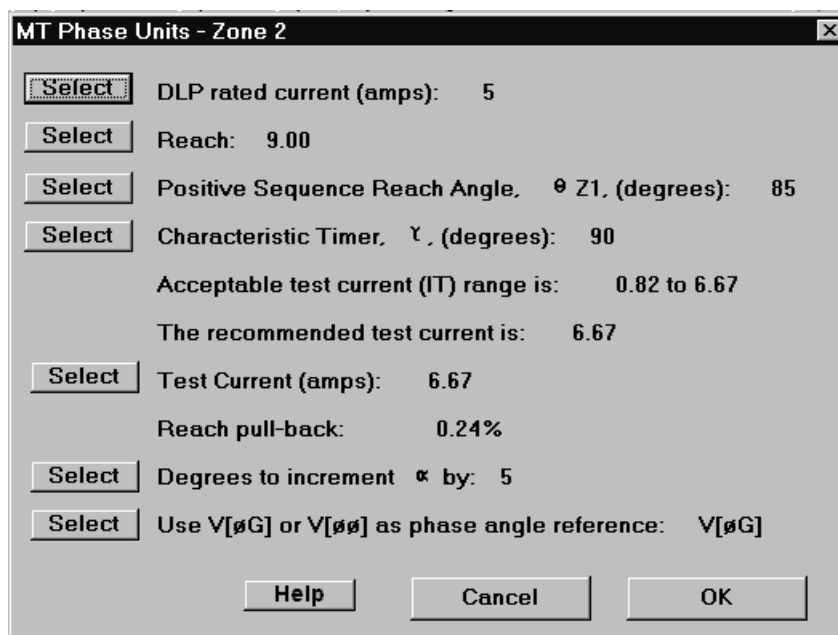 MT Phase Units - Zone 2
Select DLP rated current (amps): 5
Select Reach: 9.00
Select Positive Sequence Reach Angle, θ Z1, (degrees): 85
Select Characteristic Timer, τ, (degrees): 90
Acceptable test current (IT) range is: 0.82 to 6.67
The recommended test current is: 6.67
Select Test Current (amps): 6.67
Reach pull-back: 0.24%
Select Degrees to increment α by: 5
Select Use V[øG] or V[øø] as phase angle reference: V[øG]
Help Cancel OK